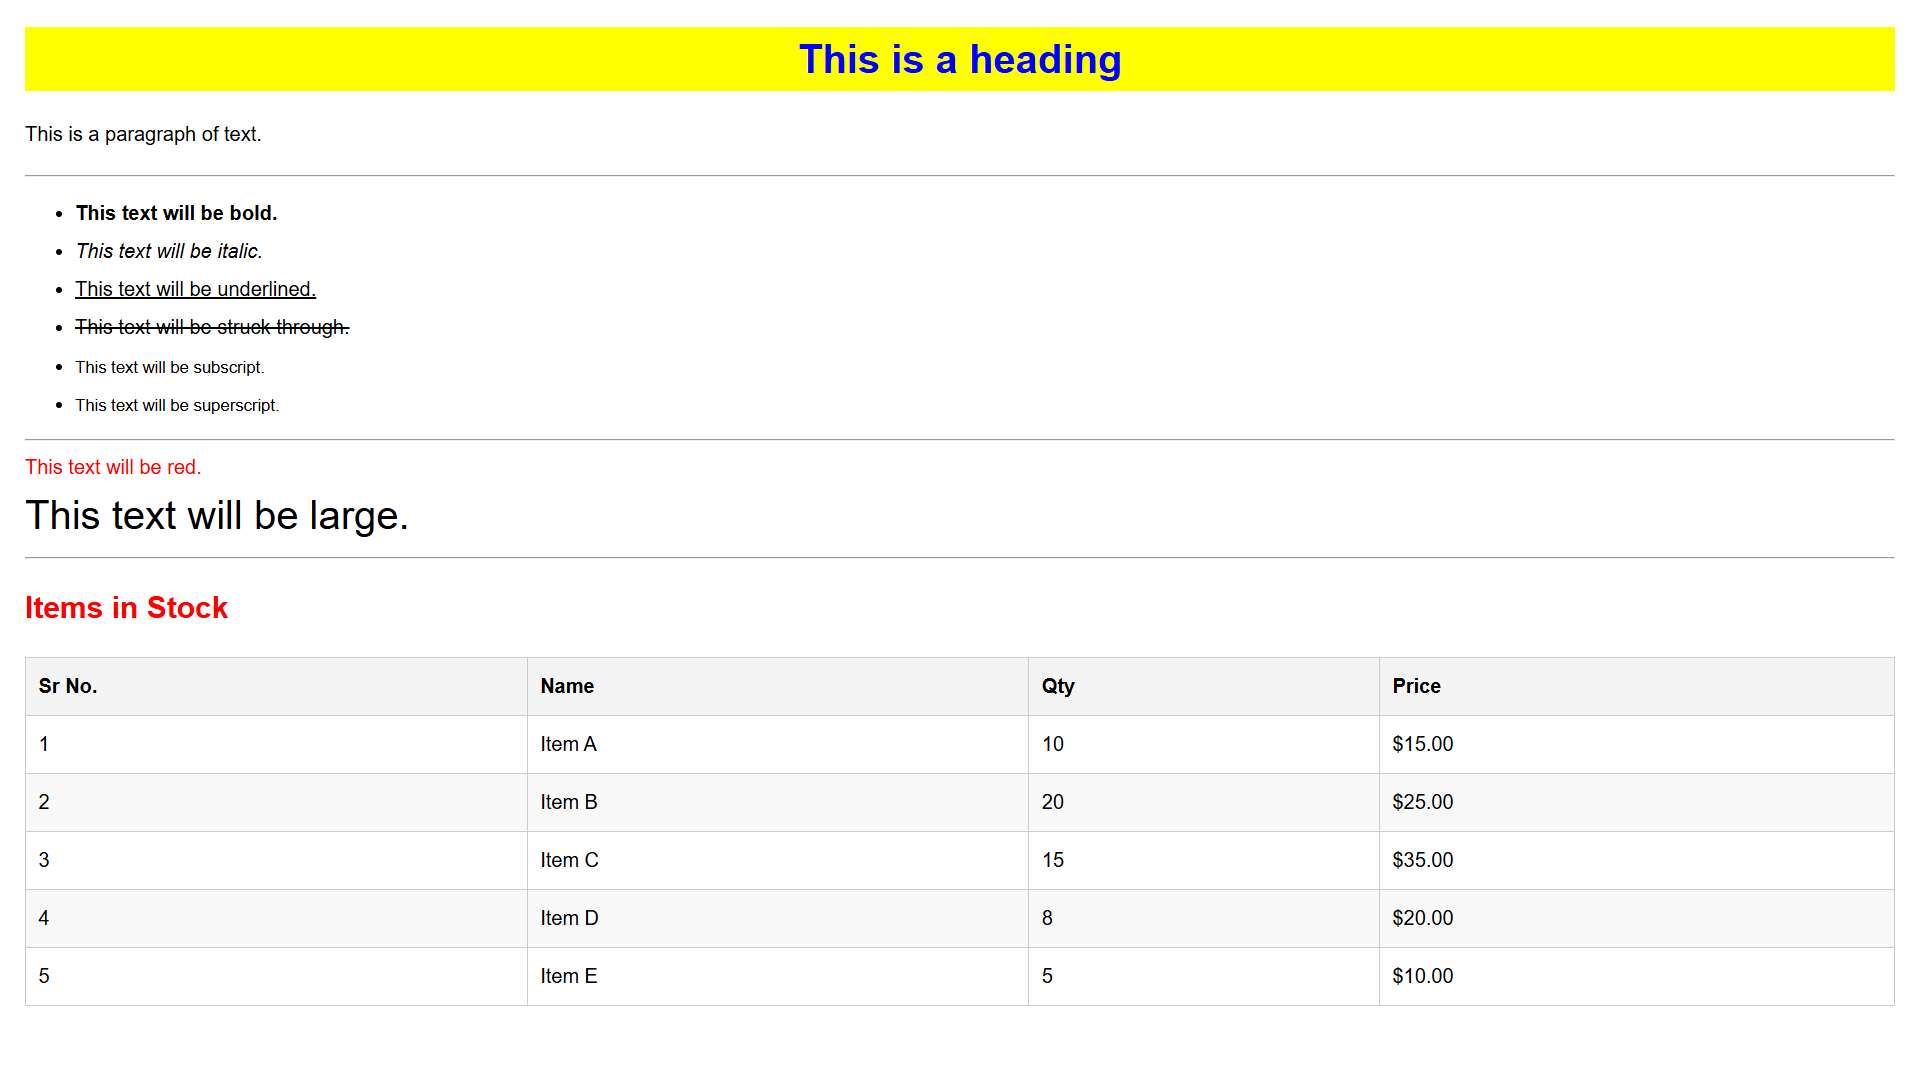 This is a heading
This is a paragraph of text.
This text will be bold.
This text will be italic.
This text will be underlined.
This text will be struck through.
This text will be subscript.
This text will be superscript.
This text will be red.
This text will be large.
Items in Stock
Sr No. Name Qty Price
1 Item A 10 $15.00
2 Item B 20 $25.00
3 Item C 15 $35.00
4 Item D 8 $20.00
5 Item E 5 $10.00